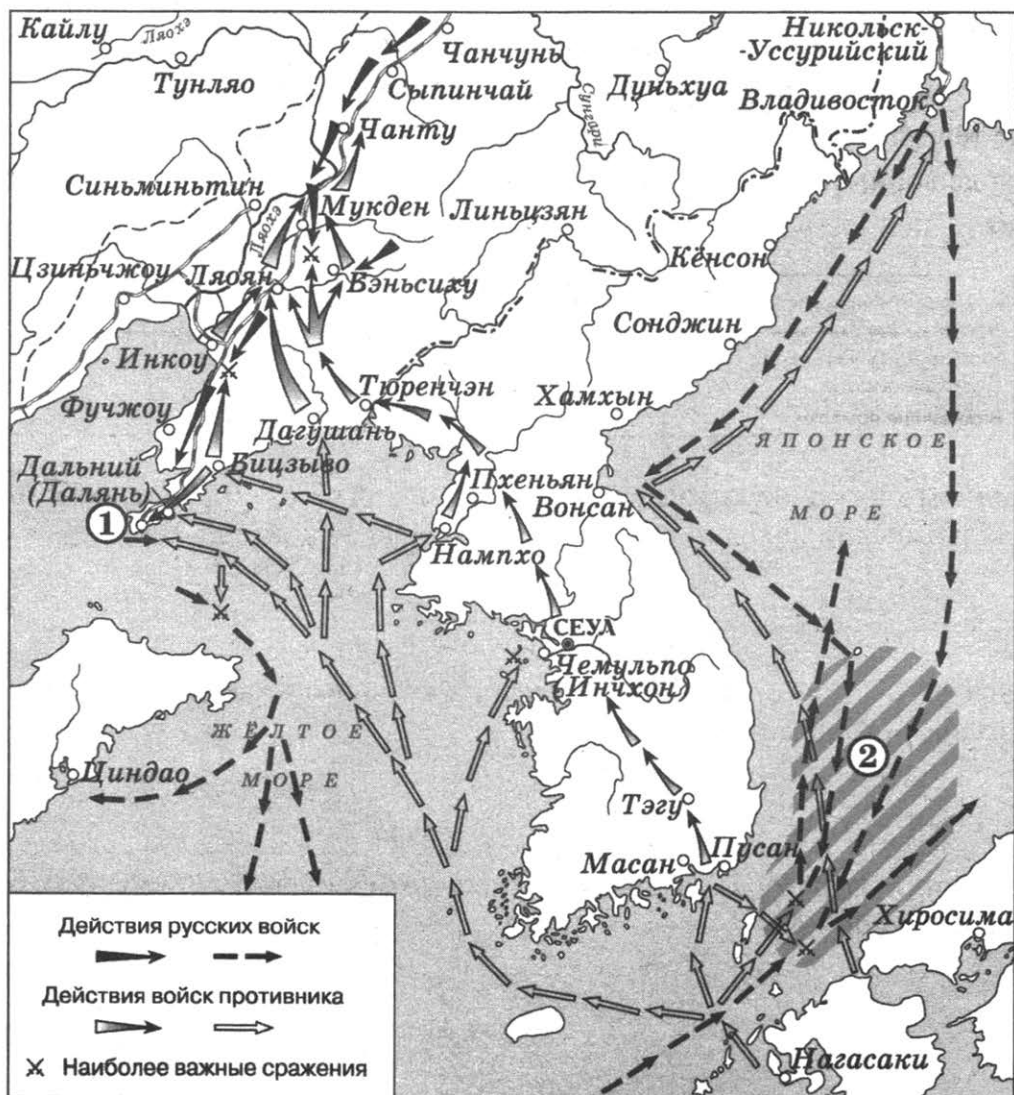 Кайлу
Ляохэ
Тунляо
Чанчунь
Сыпинчай
Чанту
Сунгари
Дуньхуа
Никольск-
-Уссурийский
Владивосток
Синьминьтин
Ляохэ
Мукден
Линьцзян
Кёнсон
Цзиньчжоу
Ляоян
Вэньсиху
Сонджин
Инкоу
Тюренчэн
Хамхын
Фучжоу
Дагушань
ЯПОНСКОЕ
МОРЕ
Дальний
(Далянь)
Бицзыво
Пхеньян
Вонсан
1
Нампхо
СЕУЛ
Чемульпо
(Инчхон)
ЖЁЛТОЕ
МОРЕ
2
Циндао
Тэгу
Масан
Пусан
Хиросима
Нагасаки
Действия русских войск
Действия войск противника
Наиболее важные сражения